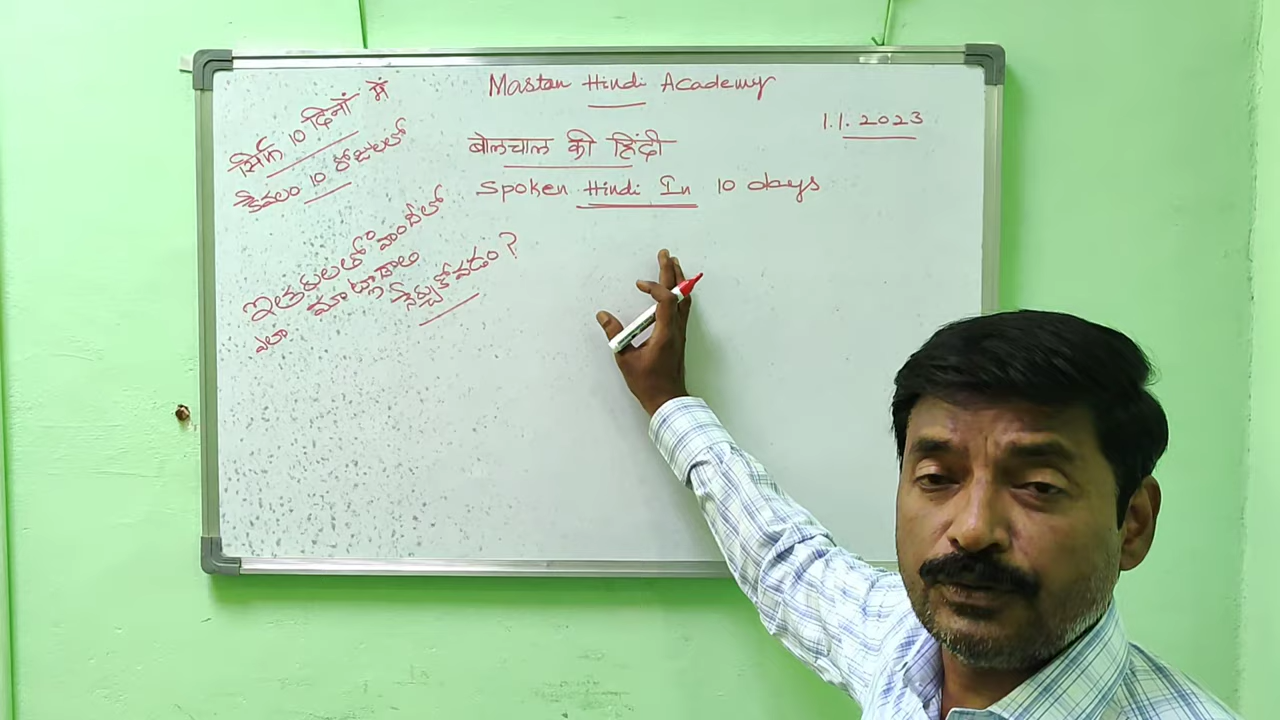 Mastan Hindi Academy
1.1.2023
बोलचाल की हिंदी
Spoken Hindi In 10 days
सिर्फ 10 दिनों में
కేవలం 10 రోజులలో
ఇతరులతో హిందీలో
ఎలా మాట్లాడాలి
నేర్చుకోవడం?